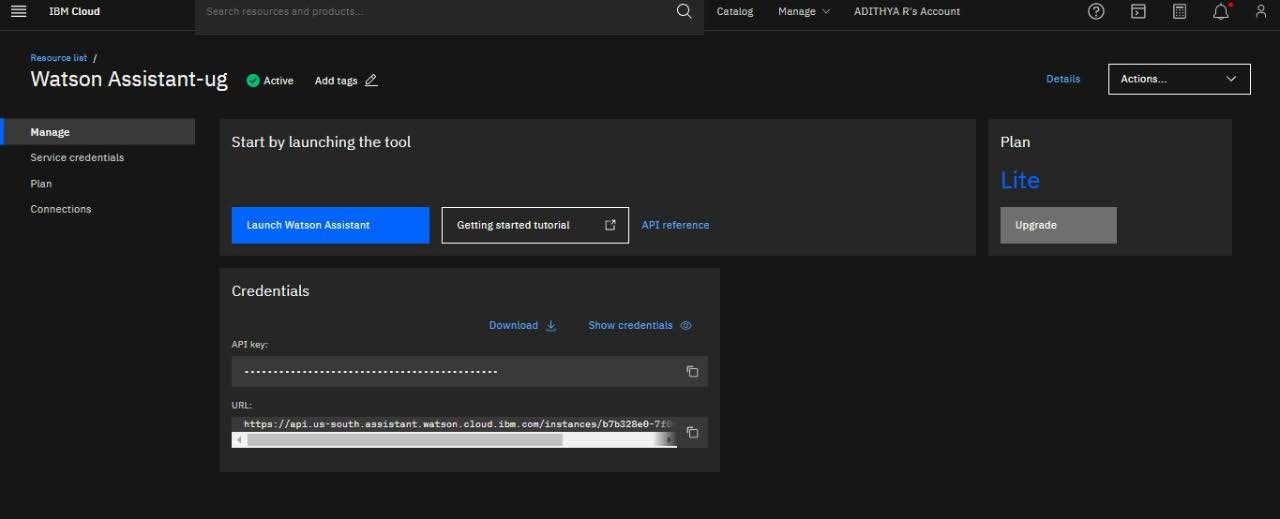 IBM Cloud
Search resources and products...
Catalog
Manage
ADITHYA R's Account
Resource list /
Watson Assistant-ug
Active
Add tags
Details
Actions...
Manage
Service credentials
Plan
Connections
Start by launching the tool
Launch Watson Assistant
Getting started tutorial
API reference
Plan
Lite
Upgrade
Credentials
Download
Show credentials
API key:
URL:
https://api.us-south.assistant.watson.cloud.ibm.com/instances/b7b328e0-7f0